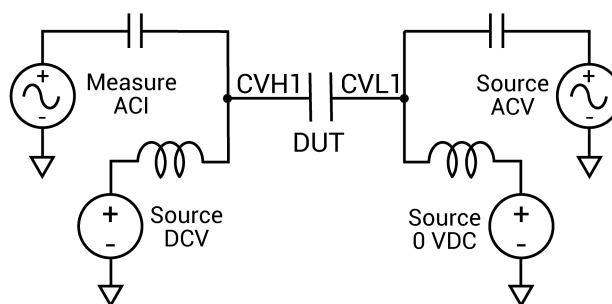 +
Measure
ACI
-
CVH1
CVL1
DUT
Source
ACV
+
-
+
Source
DCV
-
Source
0 VDC
+
-